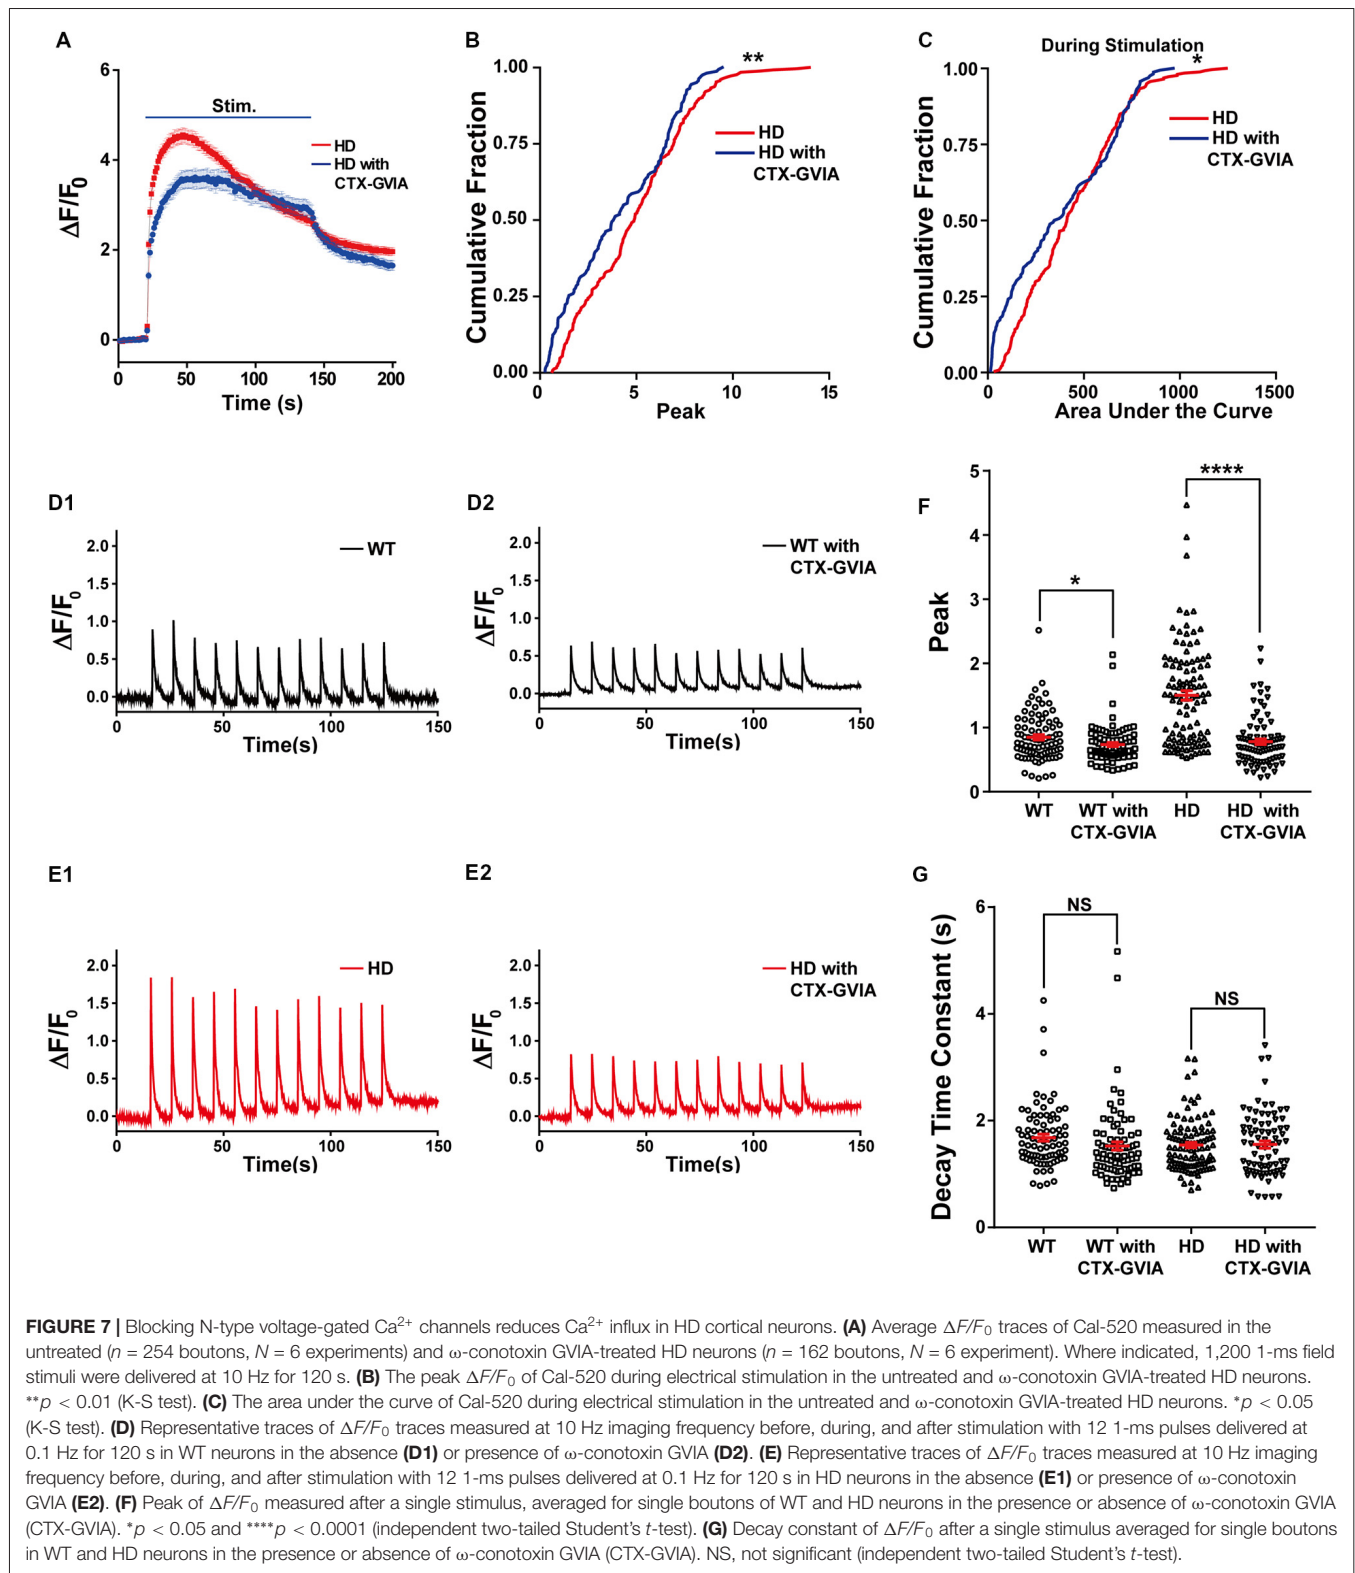 A
6
4
2
0
ΔF/F0
Stim.
HD
HD with
CTX-GVIA
0 50 100 150 200
Time (s)
B
1.00
0.75
0.50
0.25
0.00
Cumulative Fraction
**
HD
HD with
CTX-GVIA
0 5 10 15
Peak
C
During Stimulation
*
1.00
0.75
0.50
0.25
0.00
Cumulative Fraction
HD
HD with
CTX-GVIA
0 500 1000 1500
Area Under the Curve
D1
2.0
1.5
1.0
0.5
0.0
ΔF/F0
WT
0 50 100 150
Time(s)
D2
2.0
1.5
1.0
0.5
0.0
ΔF/F0
WT with
CTX-GVIA
0 50 100 150
Time(s)
F
5
4
3
2
1
0
Peak
*
****
WT
WT with
CTX-GVIA
HD
HD with
CTX-GVIA
E1
2.0
1.5
1.0
0.5
0.0
ΔF/F0
HD
0 50 100 150
Time(s)
E2
2.0
1.5
1.0
0.5
0.0
ΔF/F0
HD with
CTX-GVIA
0 50 100 150
Time(s)
G
6
4
2
0
Decay Time Constant (s)
NS
NS
WT
WT with
CTX-GVIA
HD
HD with
CTX-GVIA
FIGURE 7 | Blocking N-type voltage-gated Ca2+ channels reduces Ca2+ influx in HD cortical neurons. (A) Average ΔF/F0 traces of Cal-520 measured in the
untreated (n = 254 boutons, N = 6 experiments) and ω-conotoxin GVIA-treated HD neurons (n = 162 boutons, N = 6 experiment). Where indicated, 1,200 1-ms field
stimuli were delivered at 10 Hz for 120 s. (B) The peak ΔF/F0 of Cal-520 during electrical stimulation in the untreated and ω-conotoxin GVIA-treated HD neurons.
**p < 0.01 (K-S test). (C) The area under the curve of Cal-520 during electrical stimulation in the untreated and ω-conotoxin GVIA-treated HD neurons. *p < 0.05
(K-S test). (D) Representative traces of ΔF/F0 traces measured at 10 Hz imaging frequency before, during, and after stimulation with 12 1-ms pulses delivered at
0.1 Hz for 120 s in WT neurons in the absence (D1) or presence of ω-conotoxin GVIA (D2). (E) Representative traces of ΔF/F0 traces measured at 10 Hz imaging
frequency before, during, and after stimulation with 12 1-ms pulses delivered at 0.1 Hz for 120 s in HD neurons in the absence (E1) or presence of ω-conotoxin
GVIA (E2). (F) Peak of ΔF/F0 measured after a single stimulus, averaged for single boutons of WT and HD neurons in the presence or absence of ω-conotoxin GVIA
(CTX-GVIA). *p < 0.05 and ****p < 0.0001 (independent two-tailed Student's t-test). (G) Decay constant of ΔF/F0 after a single stimulus averaged for single boutons
in WT and HD neurons in the presence or absence of ω-conotoxin GVIA (CTX-GVIA). NS, not significant (independent two-tailed Student's t-test).